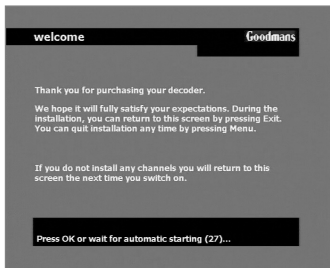 welcome
Goodmans
Thank you for purchasing your decoder.
We hope it will fully satisfy your expectations. During the
installation, you can return to this screen by pressing Exit.
You can quit installation any time by pressing Menu.
If you do not install any channels you will return to this
screen the next time you switch on.
Press OK or wait for automatic starting (27)...